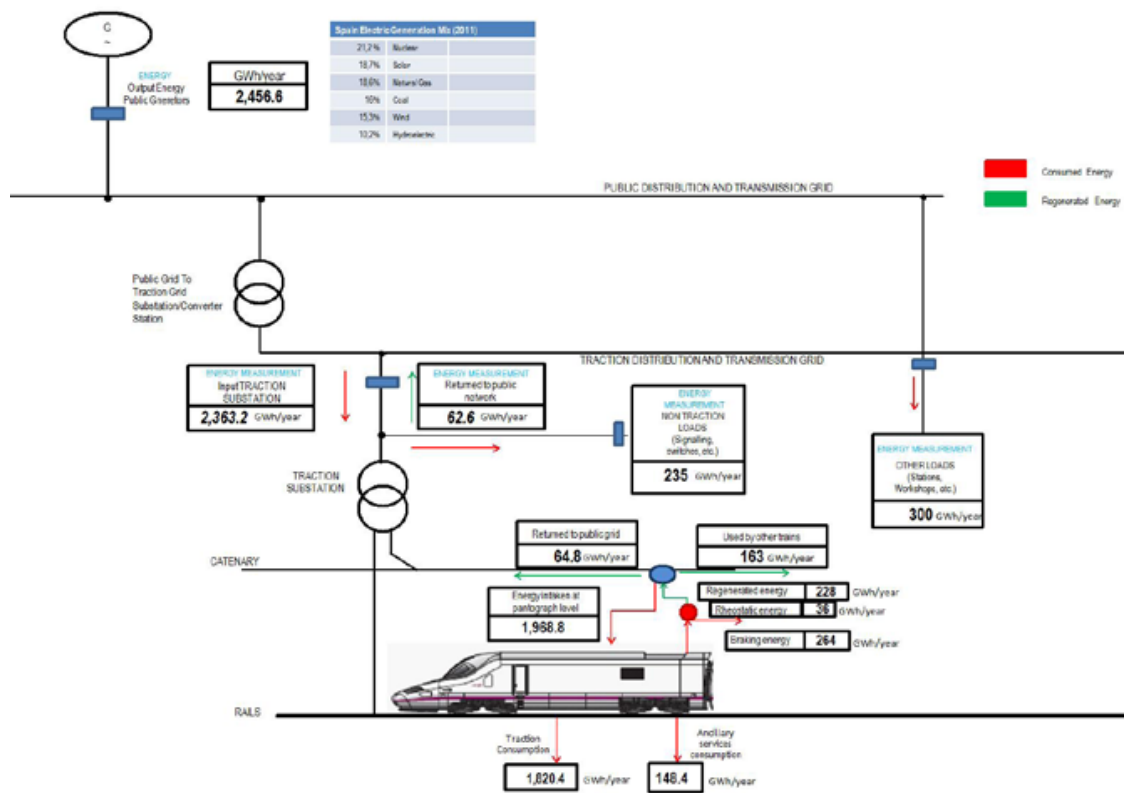 G
~
ENERGY
Output Energy
Public Gneretors
GWh/year
2,456.6
Spain Electric Generation Mix (2011)
21,2% Nuclear
18,7% Solar
18,6% Natural Gas
16% Coal
15,3% Wind
10,2% Hydroelectric
Consumed Energy
Regenerated Energy
PUBLIC DISTRIBUTION AND TRANSMISSION GRID
Public Grid To
Traction Grid
Substation/Converter
Station
TRACTION DISTRIBUTION AND TRANSMISSION GRID
ENERGY MEASUREMENT
Input TRACTION
SUBSTATION
2,363.2 GWh/year
ENERGY MEASUREMENT
Returned to public
network
62.6 GWh/year
ENERGY
MEASUREMENT
NON TRACTION
LOADS
(Signalling,
switches, etc.)
235 GWh/year
ENERGY MEASUREMENT
OTHER LOADS
(Stations,
Workshops, etc.)
300 GWh/year
TRACTION
SUBSTATION
Returned to public grid
64.8 GWh/year
Used by other trains
163 GWh/year
CATENARY
Energy intaken at
pantograph level
1,968.8
Regenerated energy 228 GWh/year
Rheostatic energy 36 GWh/year
Braking energy 264 GWh/year
RAILS
Traction
Consumption
1,820.4 GWh/year
Ancillary
services
consumption
148.4 GWh/year